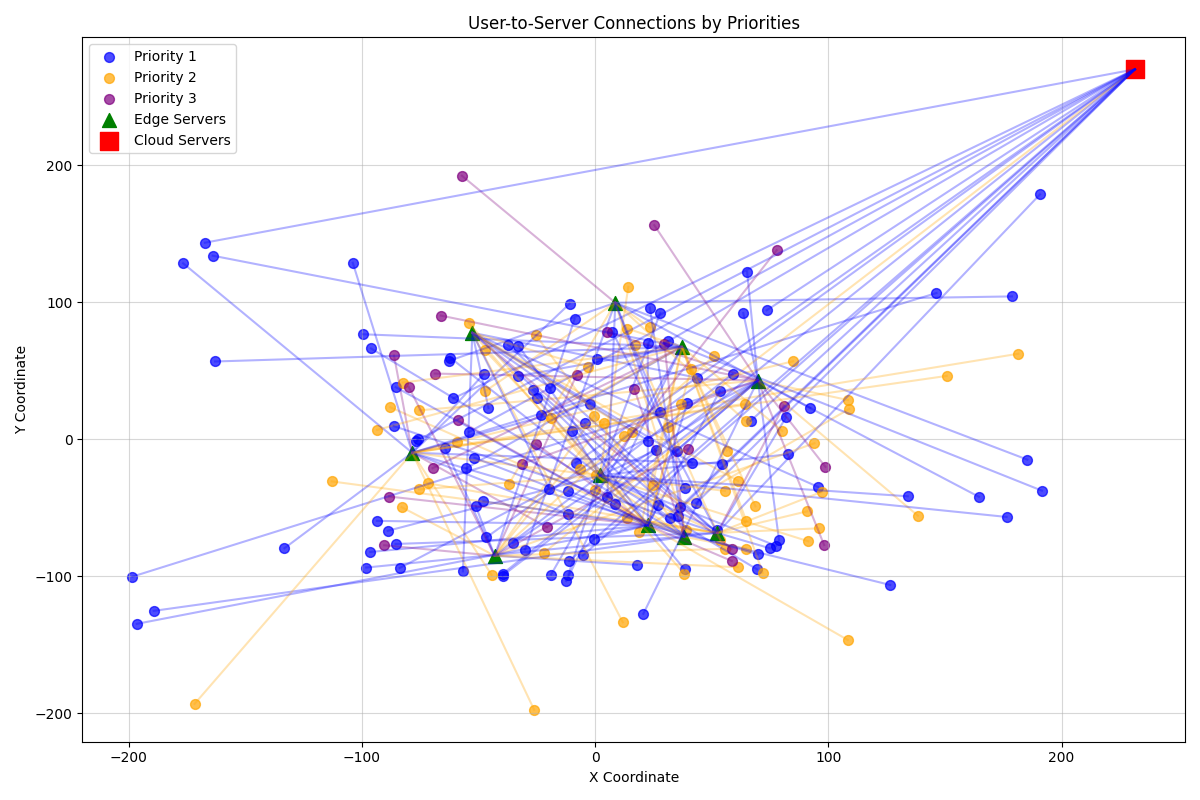 User-to-Server Connections by Priorities
Priority 1
Priority 2
Priority 3
Edge Servers
Cloud Servers
Y Coordinate
200
100
0
−100
−200
−200
−100
0
100
200
X Coordinate